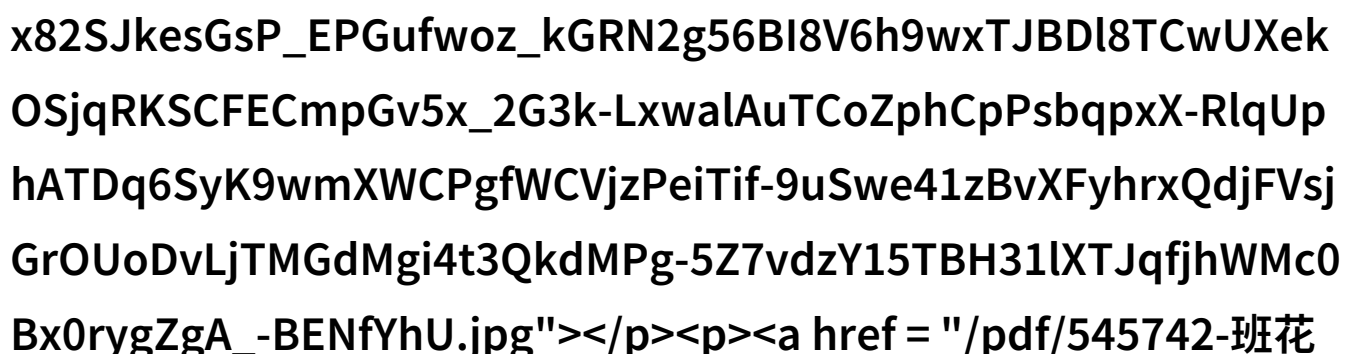 x82SJkesGsP_EPGufwoz_kGRN2g56BI8V6h9wxTJBDl8TCwUXek
OSjqRKSCFECmpGv5x_2G3k-LxwalAuTCoZphCpPsbqpxX-RlqUp
hATDq6SyK9wmXWCPgfWCVjzPeiTif-9uSwe41zBvXFyhrxQdjFVsj
GrOUoDvLjTMGdMgi4t3QkdMPg-5Z7vdzY15TBH31lXTJqfjhWMc0
Bx0rygZgA_-BENfYhU.jpg"></p><p><a href = "/pdf/545742-班花